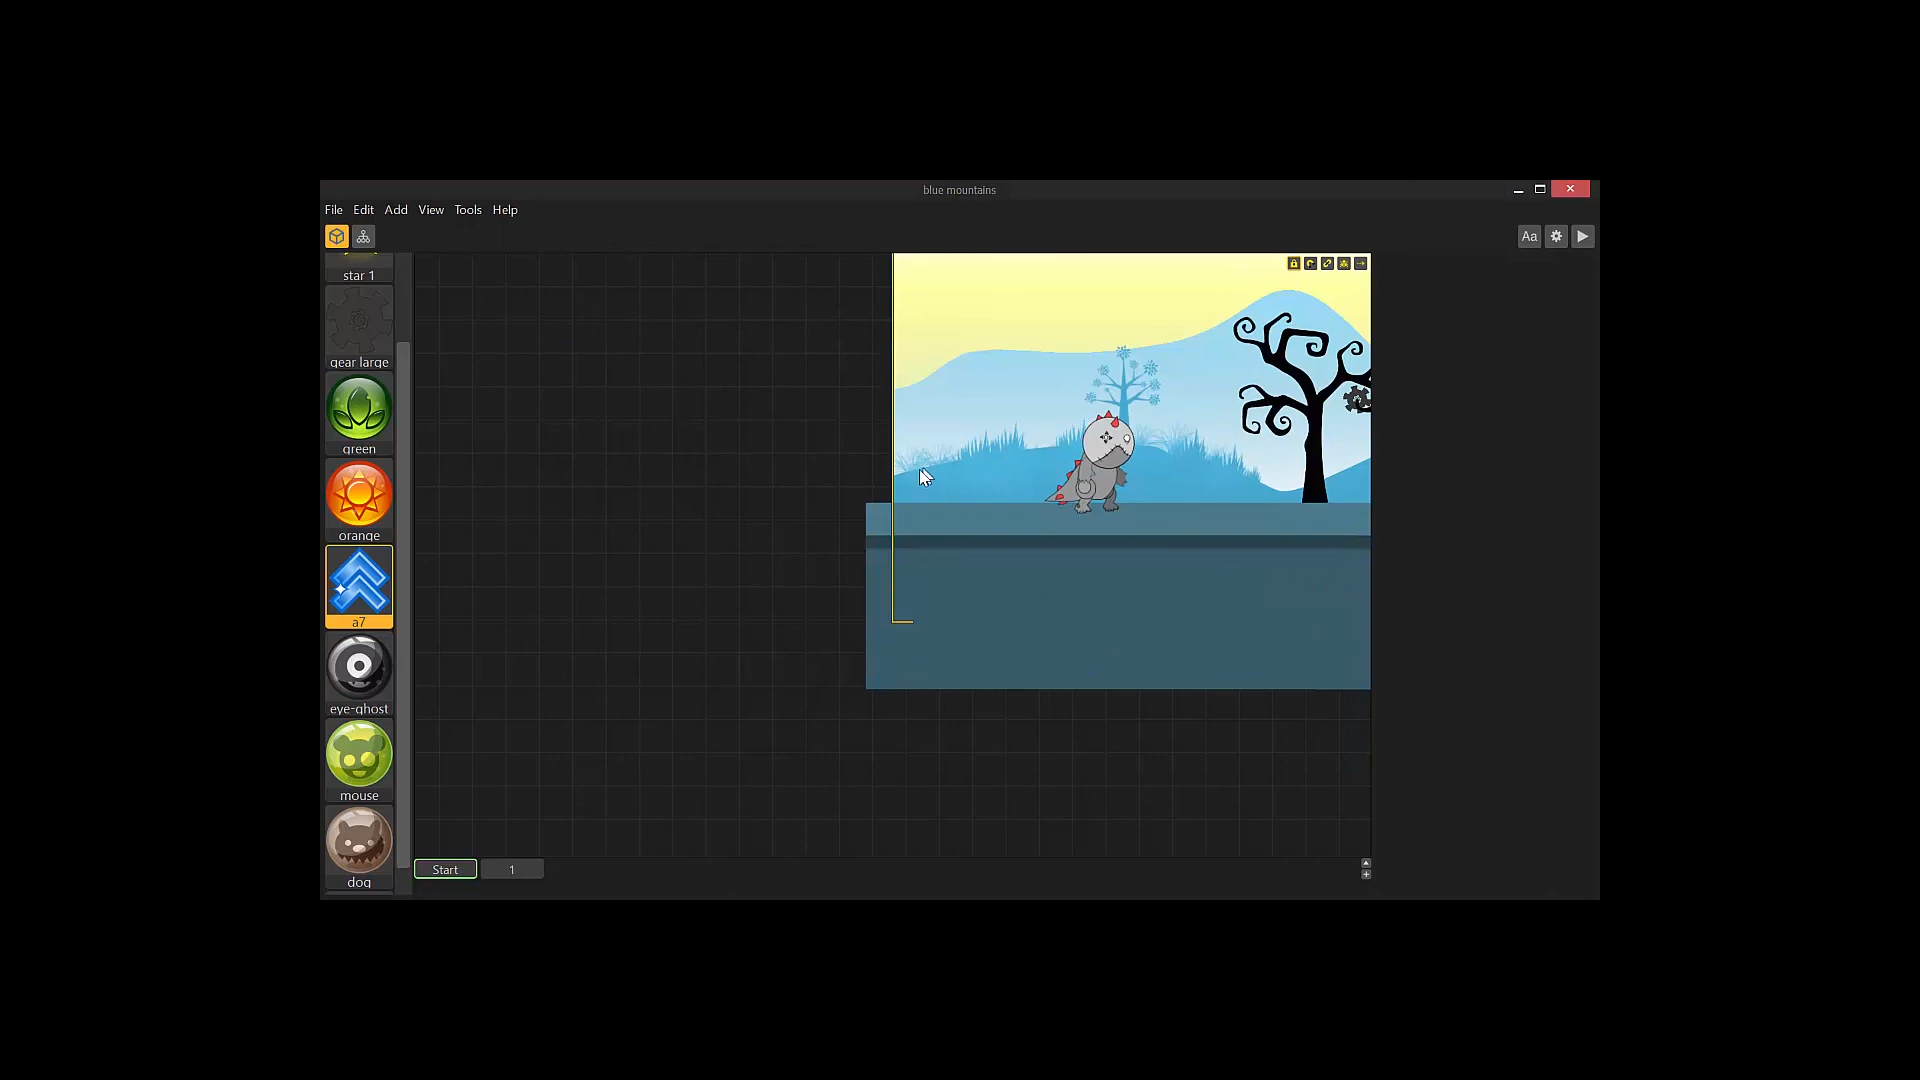 blue mountains
File Edit Add View Tools Help
Aa
star 1
gear large
green
orange
a7
eye-ghost
mouse
dog
Start 1